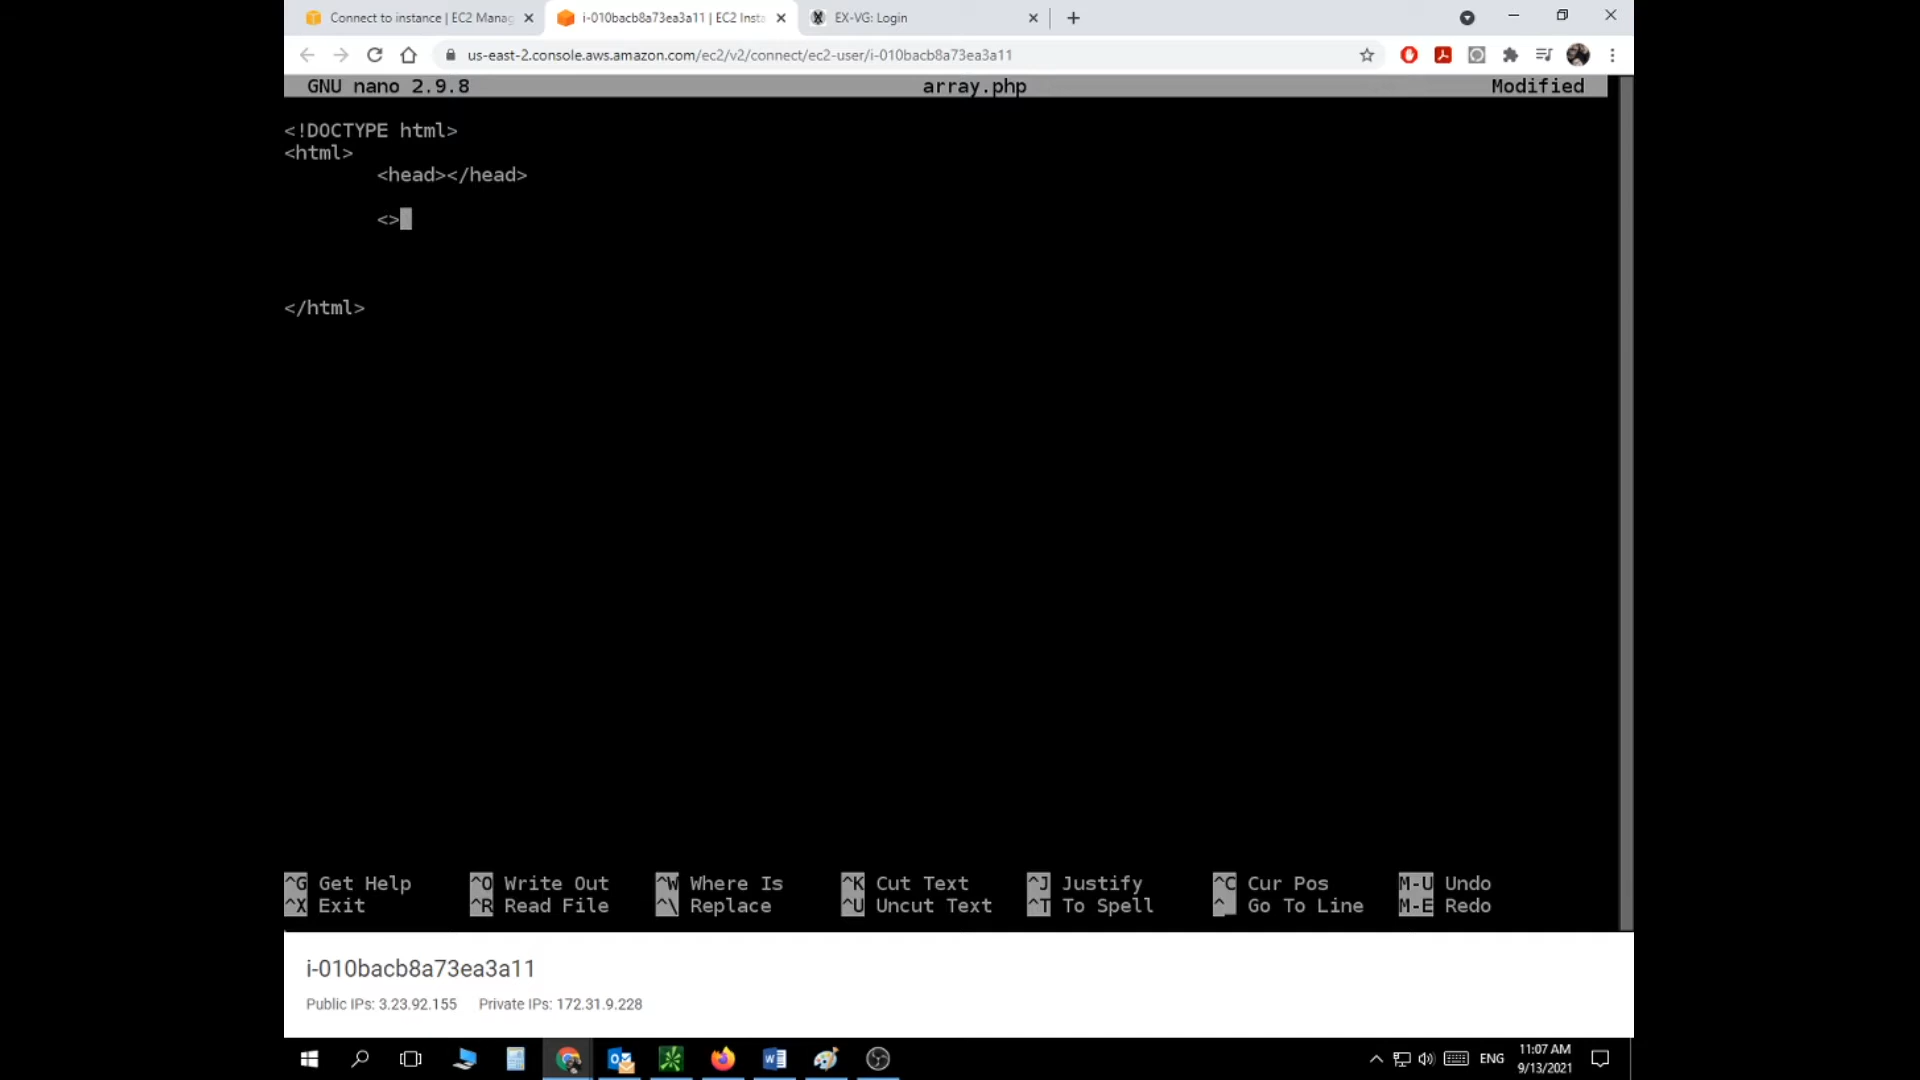 Connect to instance | EC2 Manag
i-010bacb8a73ea3a11 | EC2 Insta
EX-VG: Login
us-east-2.console.aws.amazon.com/ec2/v2/connect/ec2-user/i-010bacb8a73ea3a11
GNU nano 2.9.8 array.php Modified
<!DOCTYPE html>
<html>
<head></head>
<>
</html>
^G Get Help ^O Write Out ^W Where Is ^K Cut Text ^J Justify ^C Cur Pos M-U Undo
^X Exit ^R Read File ^\ Replace ^U Uncut Text ^T To Spell ^_ Go To Line M-E Redo
i-010bacb8a73ea3a11
Public IPs: 3.23.92.155 Private IPs: 172.31.9.228
ENG
11:07 AM
9/13/2021